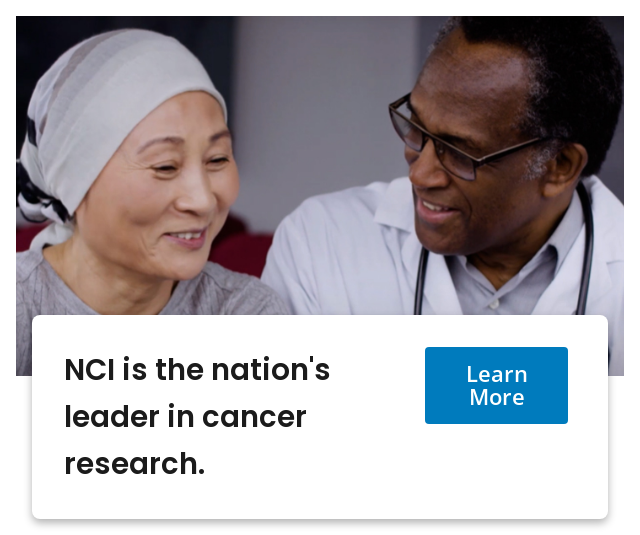 NCI is the nation's
leader in cancer
research.
Learn
More